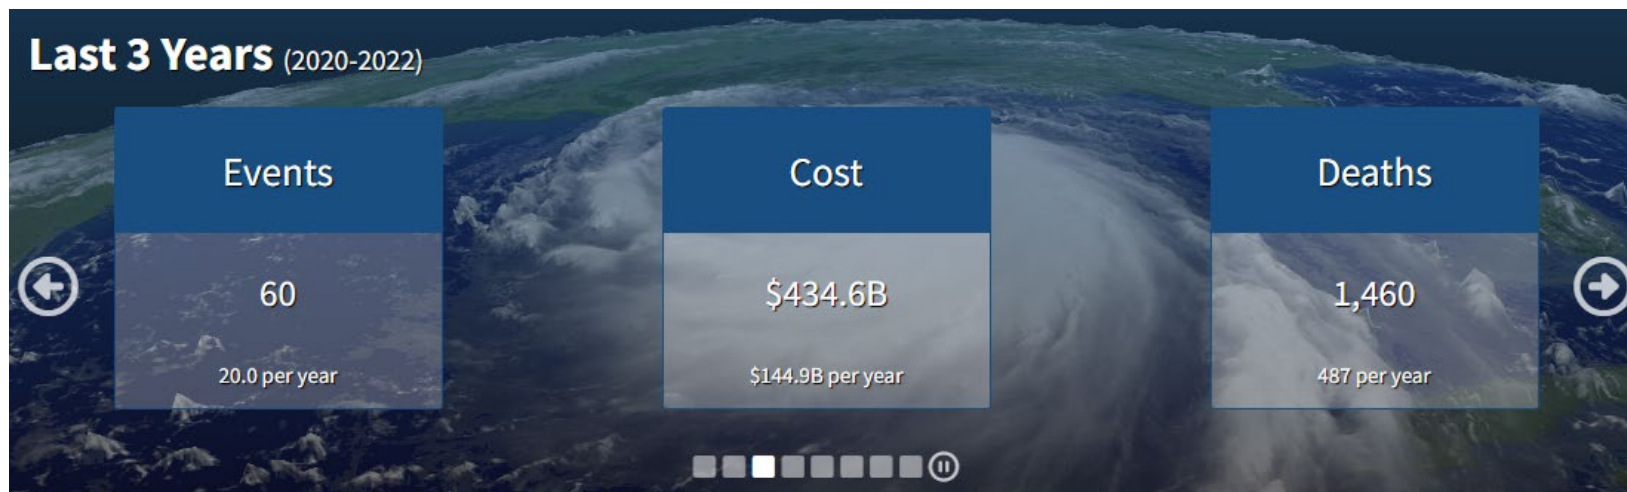 Last 3 Years (2020-2022)
Events
Cost
Deaths
60
$434.6B
1,460
20.0 per year
$144.9B per year
487 per year